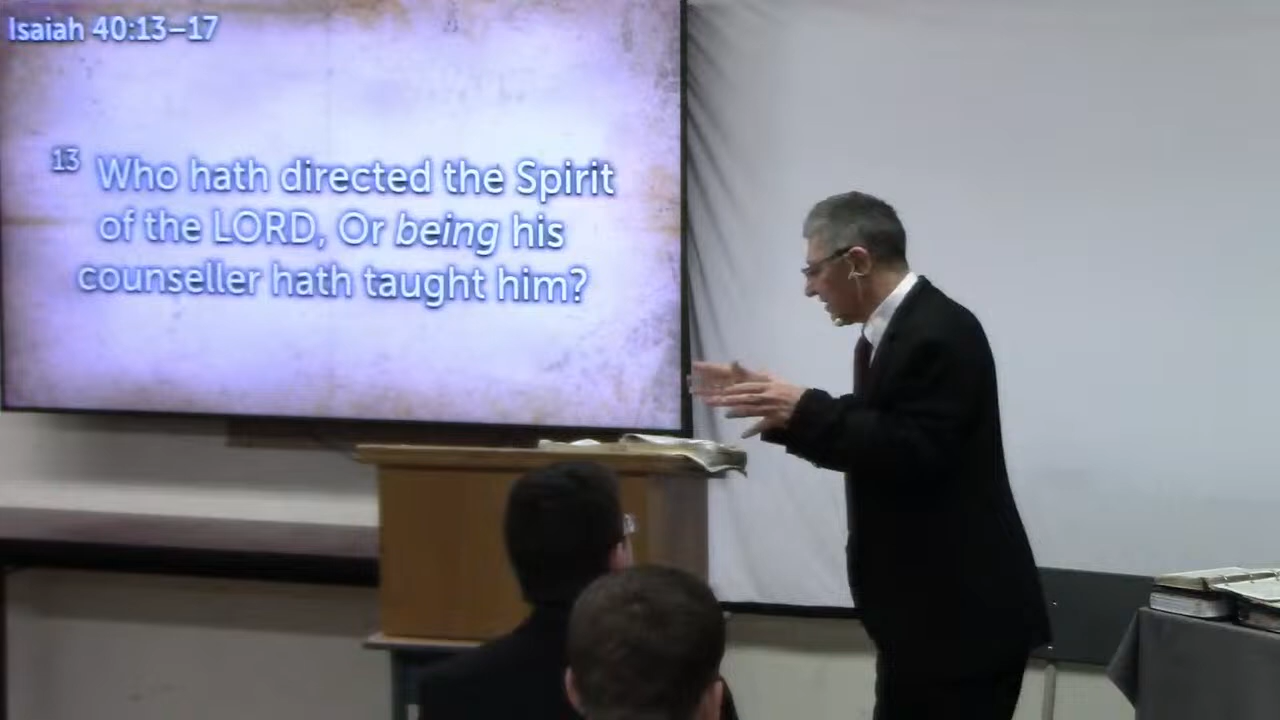 Isaiah 40:13–17
13 Who hath directed the Spirit
of the LORD, Or being his
counseller hath taught him?